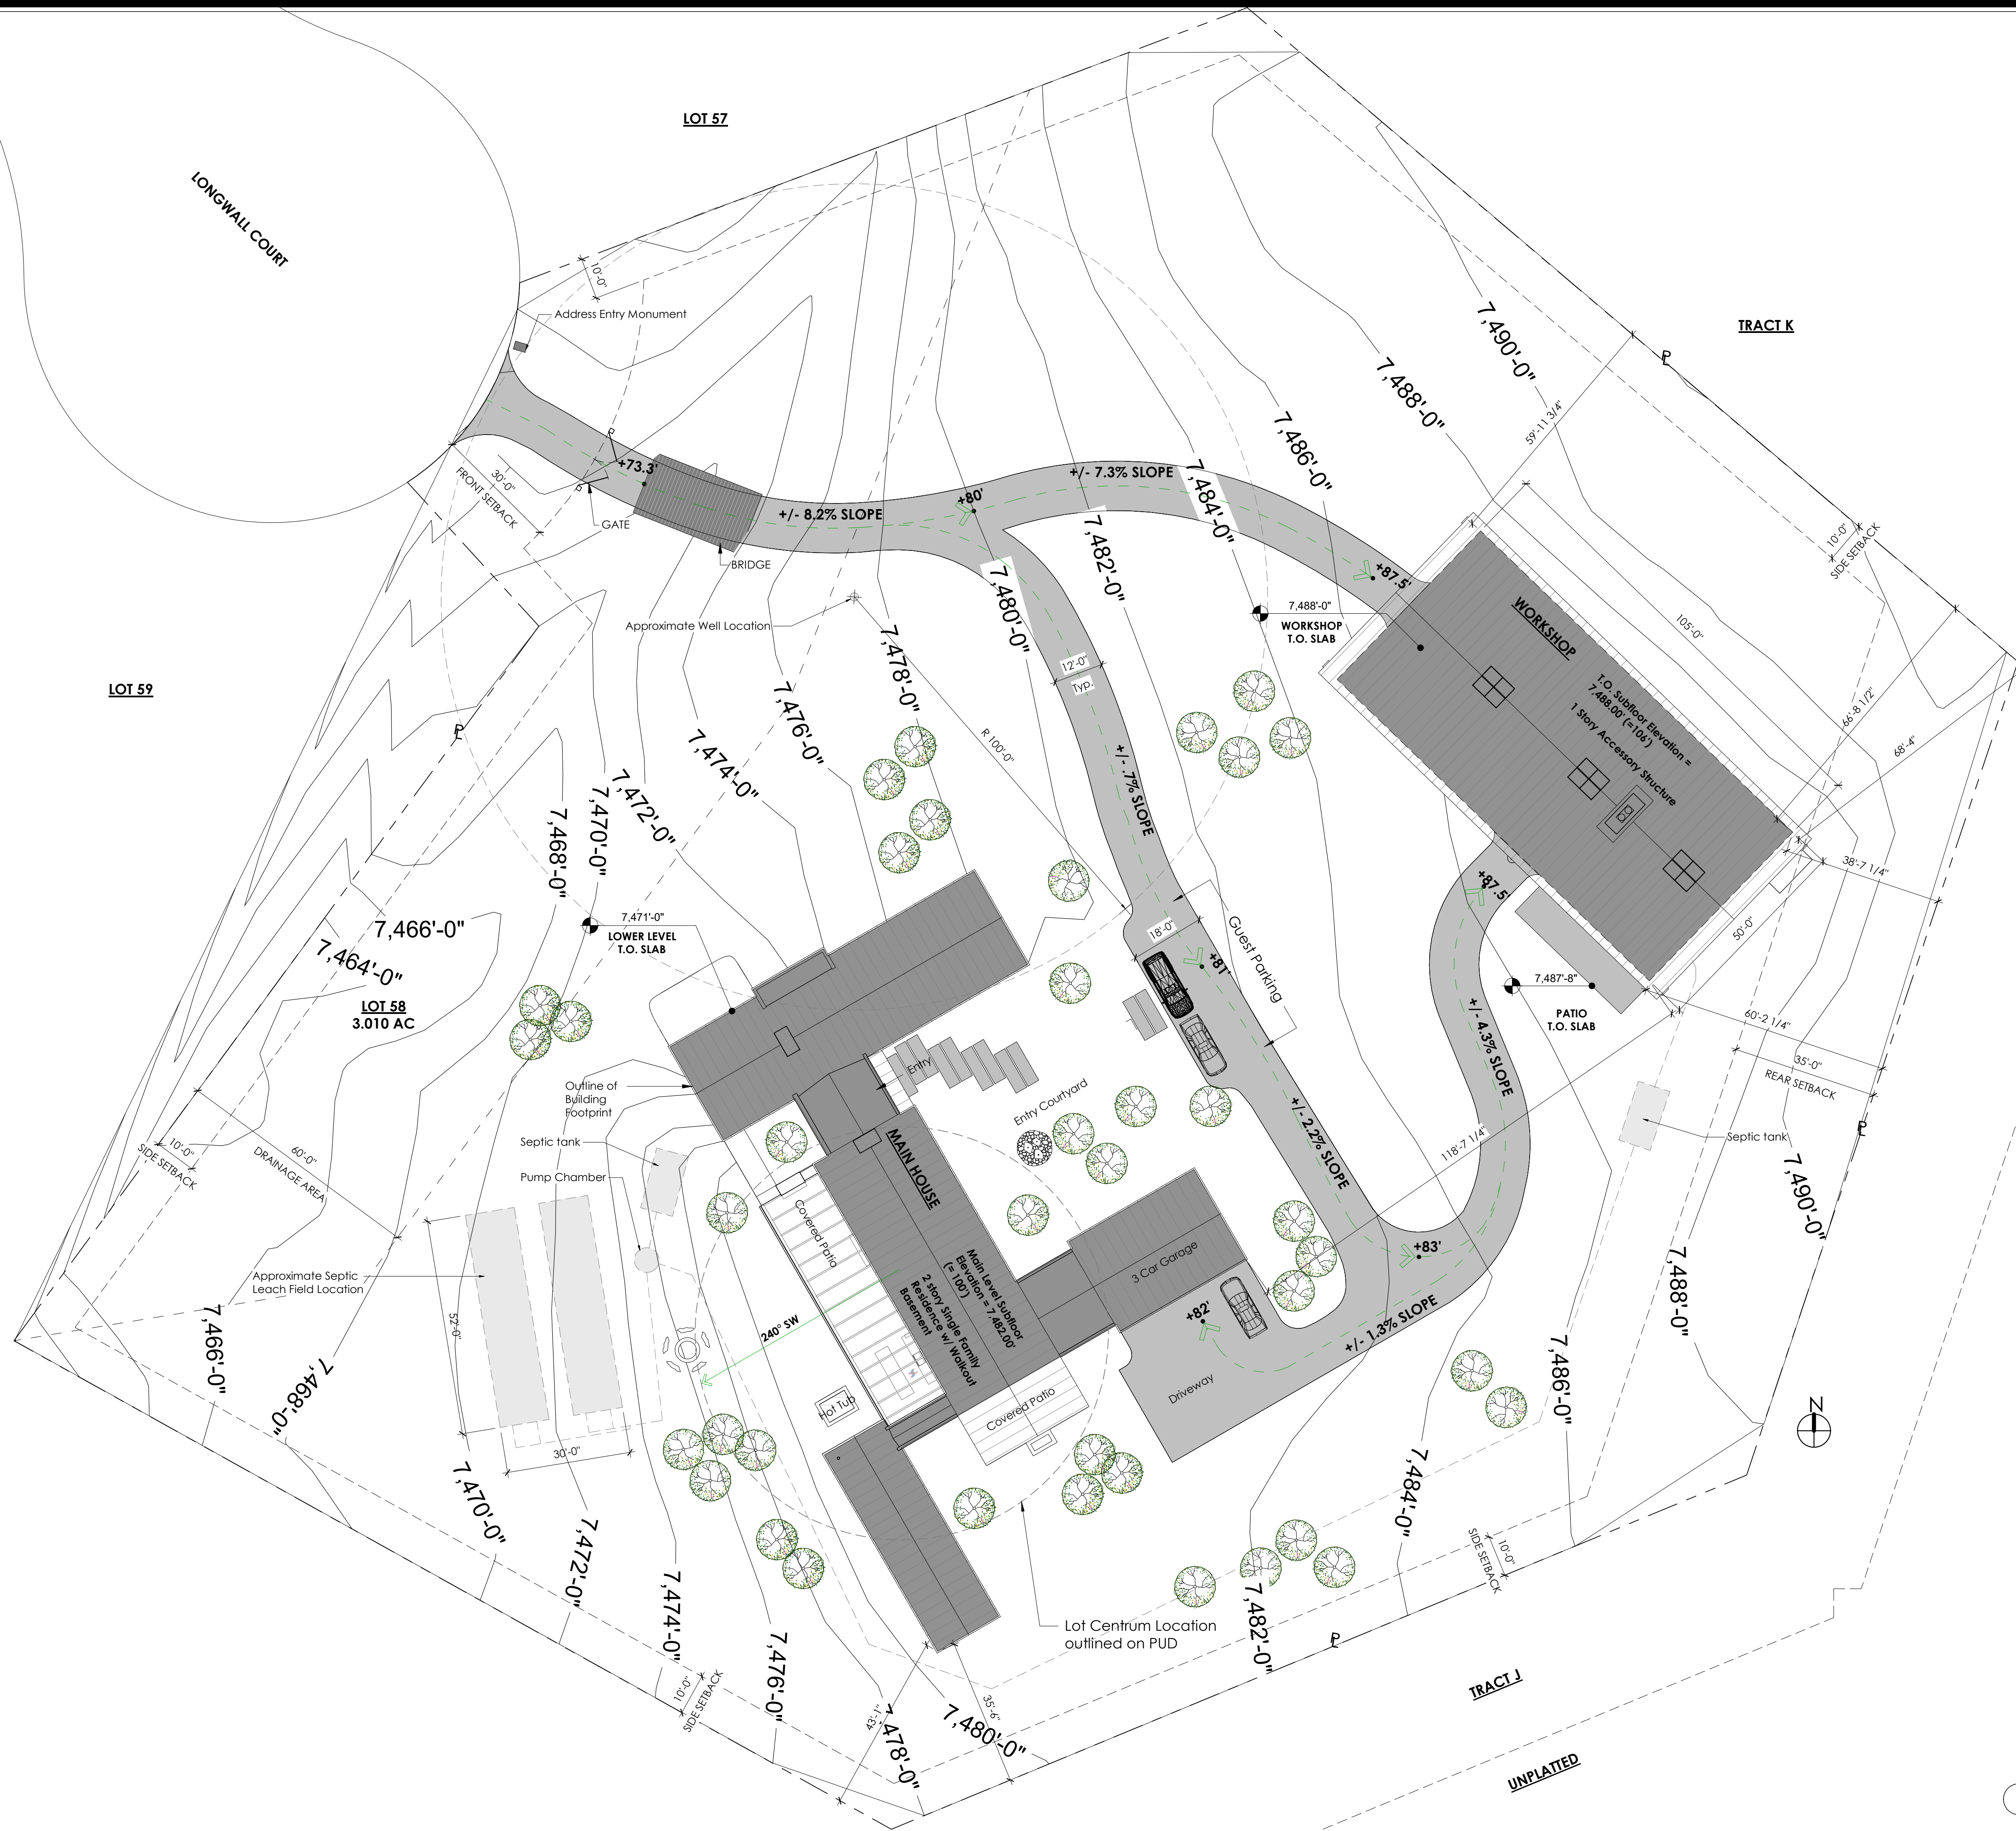 LOT 57
LONGWALL COURT
10'-0"
Address Entry Monument
TRACT K
P
L
7,490'-0"
7,488'-0"
7,486'-0"
59'-11 3/4"
30'-0"
FRONT SETBACK
+73.3'
GATE
BRIDGE
+/- 8.2% SLOPE
+80'
+/- 7.3% SLOPE
7,484'-0"
7,482'-0"
7,480'-0"
+87.5'
10'-0"
SIDE SETBACK
7,488'-0"
WORKSHOP
T.O. SLAB
WORKSHOP
T.O. Subfloor Elevation =
7,488.00' (=106')
1 Story Accessory Structure
105'-0"
66'-8 1/2"
68'-4"
38'-7 1/4"
50'-0"
Approximate Well Location
12'-0"
Typ.
R 100'-0"
+/- .7% SLOPE
7,478'-0"
7,476'-0"
7,474'-0"
7,472'-0"
7,470'-0"
7,468'-0"
LOT 59
P
L
7,466'-0"
7,464'-0"
LOT 58
3.010 AC
7,471'-0"
LOWER LEVEL
T.O. SLAB
18'-0"
Guest Parking
+81'
+87.5'
7,487'-8"
PATIO
T.O. SLAB
+/- 4.3% SLOPE
60'-2 1/4"
35'-0"
REAR SETBACK
P
L
Septic tank
118'-7 1/4"
7,490'-0"
7,488'-0"
7,486'-0"
7,484'-0"
7,482'-0"
Outline of
Building
Footprint
Entry
Entry Courtyard
Septic tank
Pump Chamber
MAIN HOUSE
Covered Patio
Main Level Subfloor
Elevation = 7,482.00'
(= 100')
2 story Single Family
Residence w/ Walkout
Basement
3 Car Garage
+/- 2.2% SLOPE
+83'
+82'
+/- 1.3% SLOPE
Driveway
Covered Patio
Hot Tub
240° SW
10'-0"
SIDE SETBACK
60'-0"
DRAINAGE AREA
Approximate Septic
Leach Field Location
52'-0"
30'-0"
7,466'-0"
7,468'-0"
7,470'-0"
7,472'-0"
7,474'-0"
7,476'-0"
7,478'-0"
7,480'-0"
10'-0"
SIDE SETBACK
43'-1"
35'-6"
Lot Centrum Location
outlined on PUD
10'-0"
SIDE SETBACK
P
L
N
TRACT J
UNPLATTED